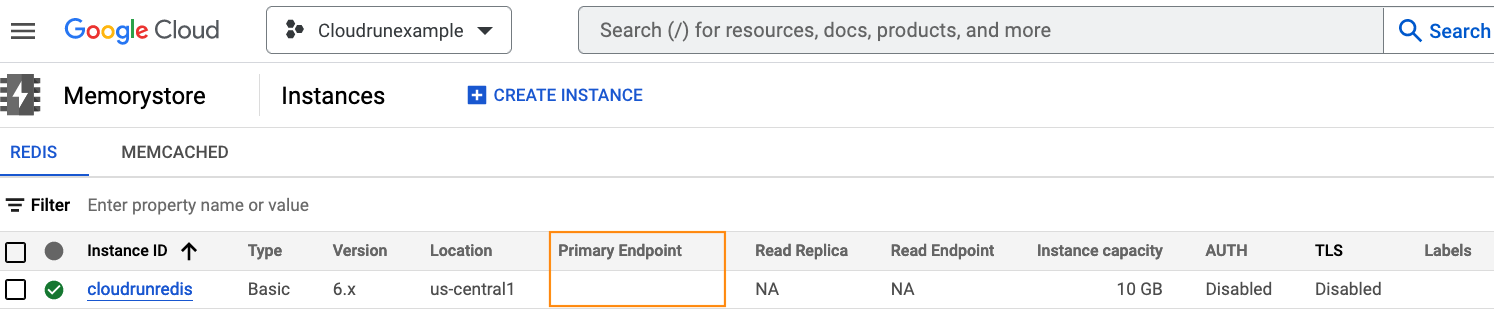 Google Cloud Cloudrunexample Search (/) for resources, docs, products, and more Search
Memorystore Instances CREATE INSTANCE
REDIS MEMCACHED
Filter Enter property name or value
Instance ID Type Version Location Primary Endpoint Read Replica Read Endpoint Instance capacity AUTH TLS Labels
cloudrunredis Basic 6.x us-central1 NA NA 10 GB Disabled Disabled